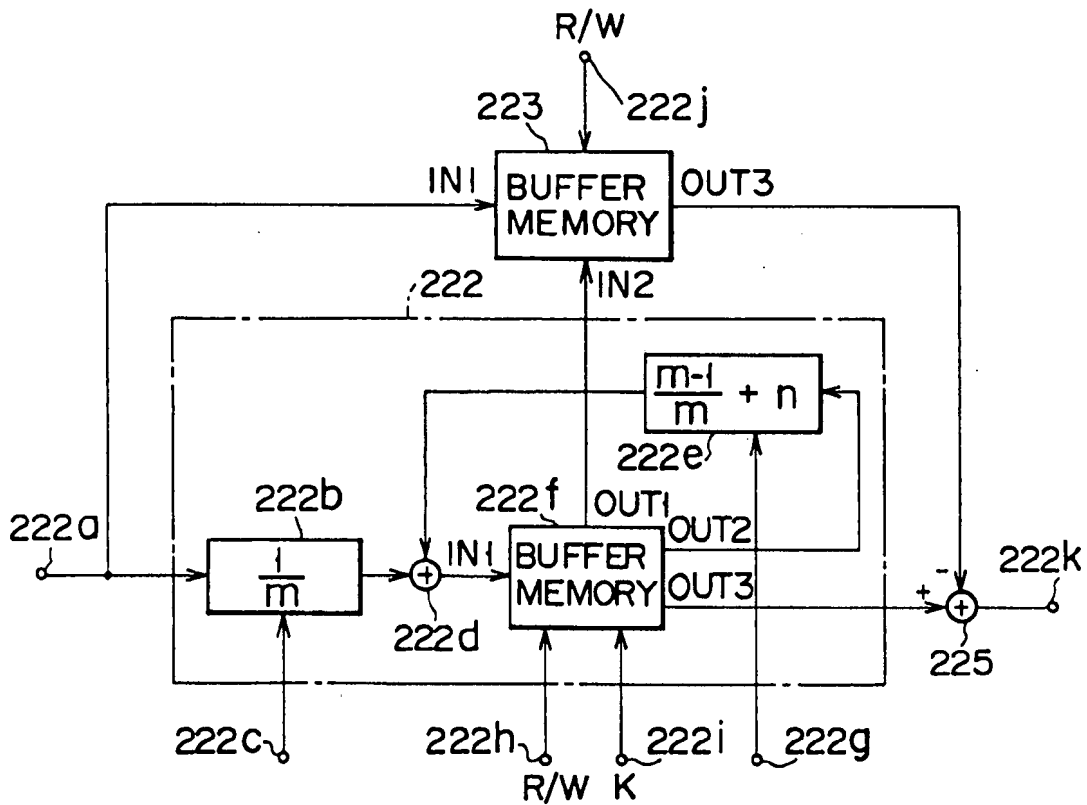 R/W
222j
223
IN1
BUFFER
MEMORY
OUT3
IN2
222
m-1
m
+ n
222e
222a
222b
1
m
+
222d
IN1
222f
OUT1
BUFFER
MEMORY
OUT2
OUT3
-
+
+
222k
225
222c
222h
R/W
222i
K
222g